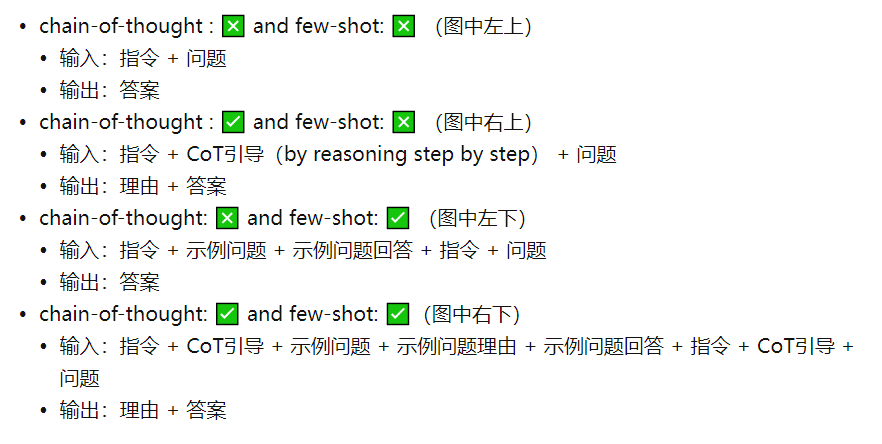 • chain-of-thought : ❎ and few-shot: ❎ （图中左上）
• 输入：指令 + 问题
• 输出：答案
• chain-of-thought : ✅ and few-shot: ❎ （图中右上）
• 输入：指令 + CoT引导（by reasoning step by step） + 问题
• 输出：理由 + 答案
• chain-of-thought: ❎ and few-shot: ✅ （图中左下）
• 输入：指令 + 示例问题 + 示例问题回答 + 指令 + 问题
• 输出：答案
• chain-of-thought: ✅ and few-shot: ✅（图中右下）
• 输入：指令 + CoT引导 + 示例问题 + 示例问题理由 + 示例问题回答 + 指令 + CoT引导 +
问题
• 输出：理由 + 答案